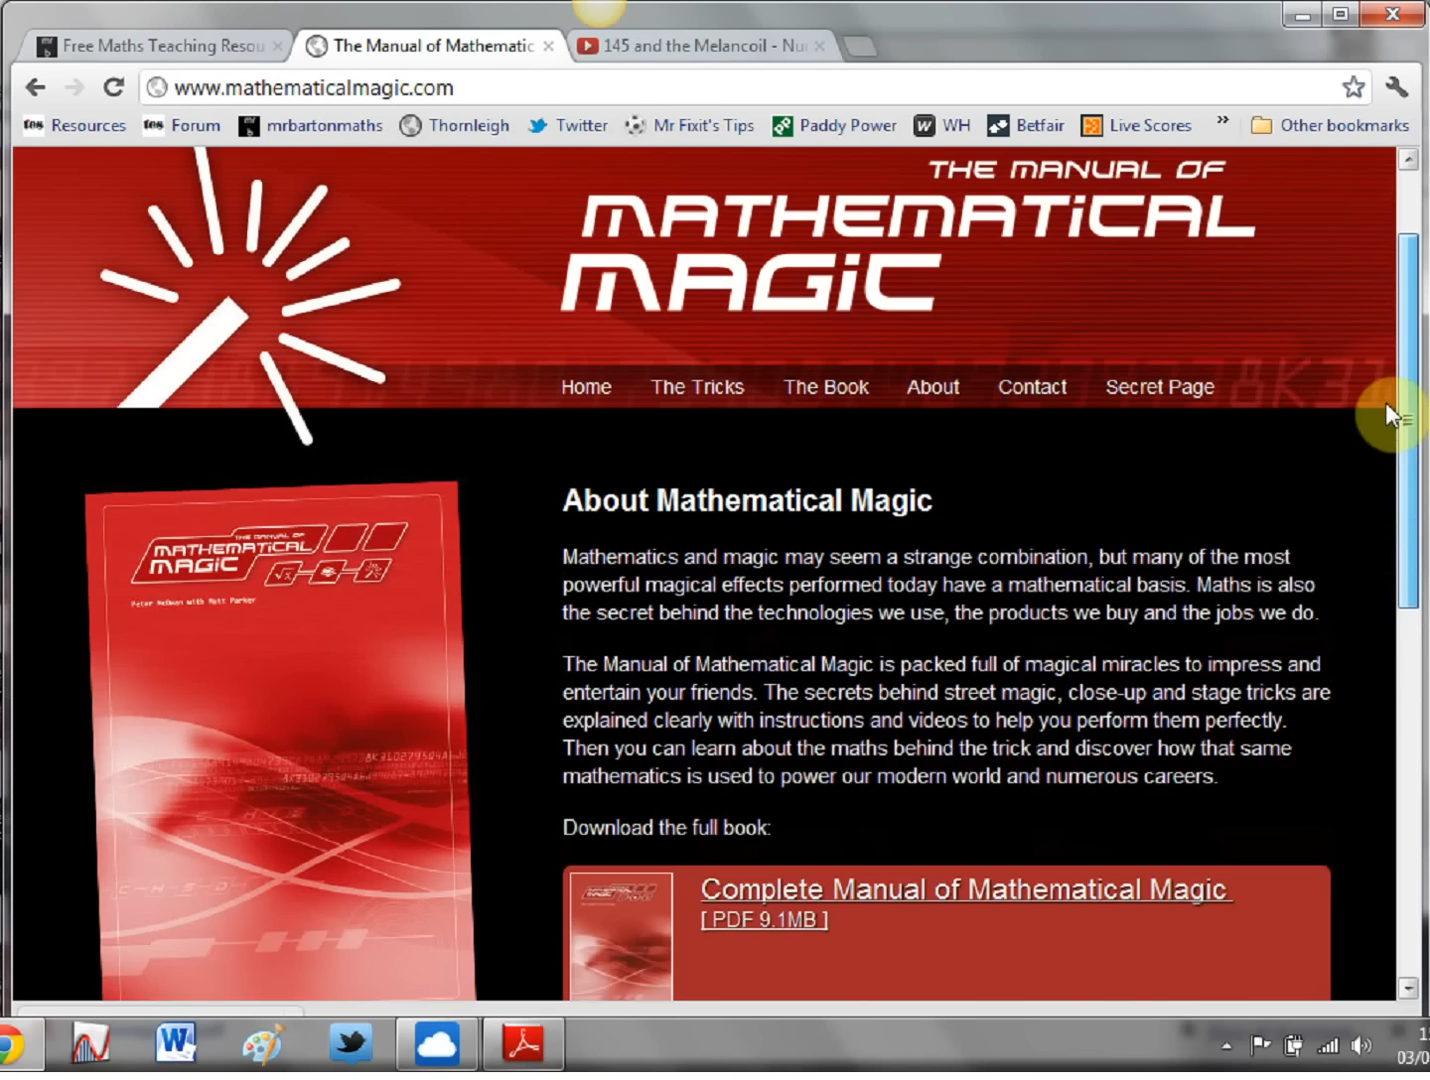 Free Maths Teaching Resou
The Manual of Mathematic
145 and the Melancoil - Nu
www.mathematicalmagic.com
tes Resources
tes Forum
mrbartonmaths
Thornleigh
Twitter
Mr Fixit's Tips
Paddy Power
W WH
Betfair
Live Scores
»
Other bookmarks
THE MANUAL OF
MATHEMATiCAL
MAGiC
Home
The Tricks
The Book
About
Contact
Secret Page
THE MANUAL OF
MATHEMATiCAL
MAGiC
Peter McOwan with Matt Parker
About Mathematical Magic
Mathematics and magic may seem a strange combination, but many of the most
powerful magical effects performed today have a mathematical basis. Maths is also
the secret behind the technologies we use, the products we buy and the jobs we do.
The Manual of Mathematical Magic is packed full of magical miracles to impress and
entertain your friends. The secrets behind street magic, close-up and stage tricks are
explained clearly with instructions and videos to help you perform them perfectly.
Then you can learn about the maths behind the trick and discover how that same
mathematics is used to power our modern world and numerous careers.
Download the full book:
Complete Manual of Mathematical Magic
[ PDF 9.1MB ]